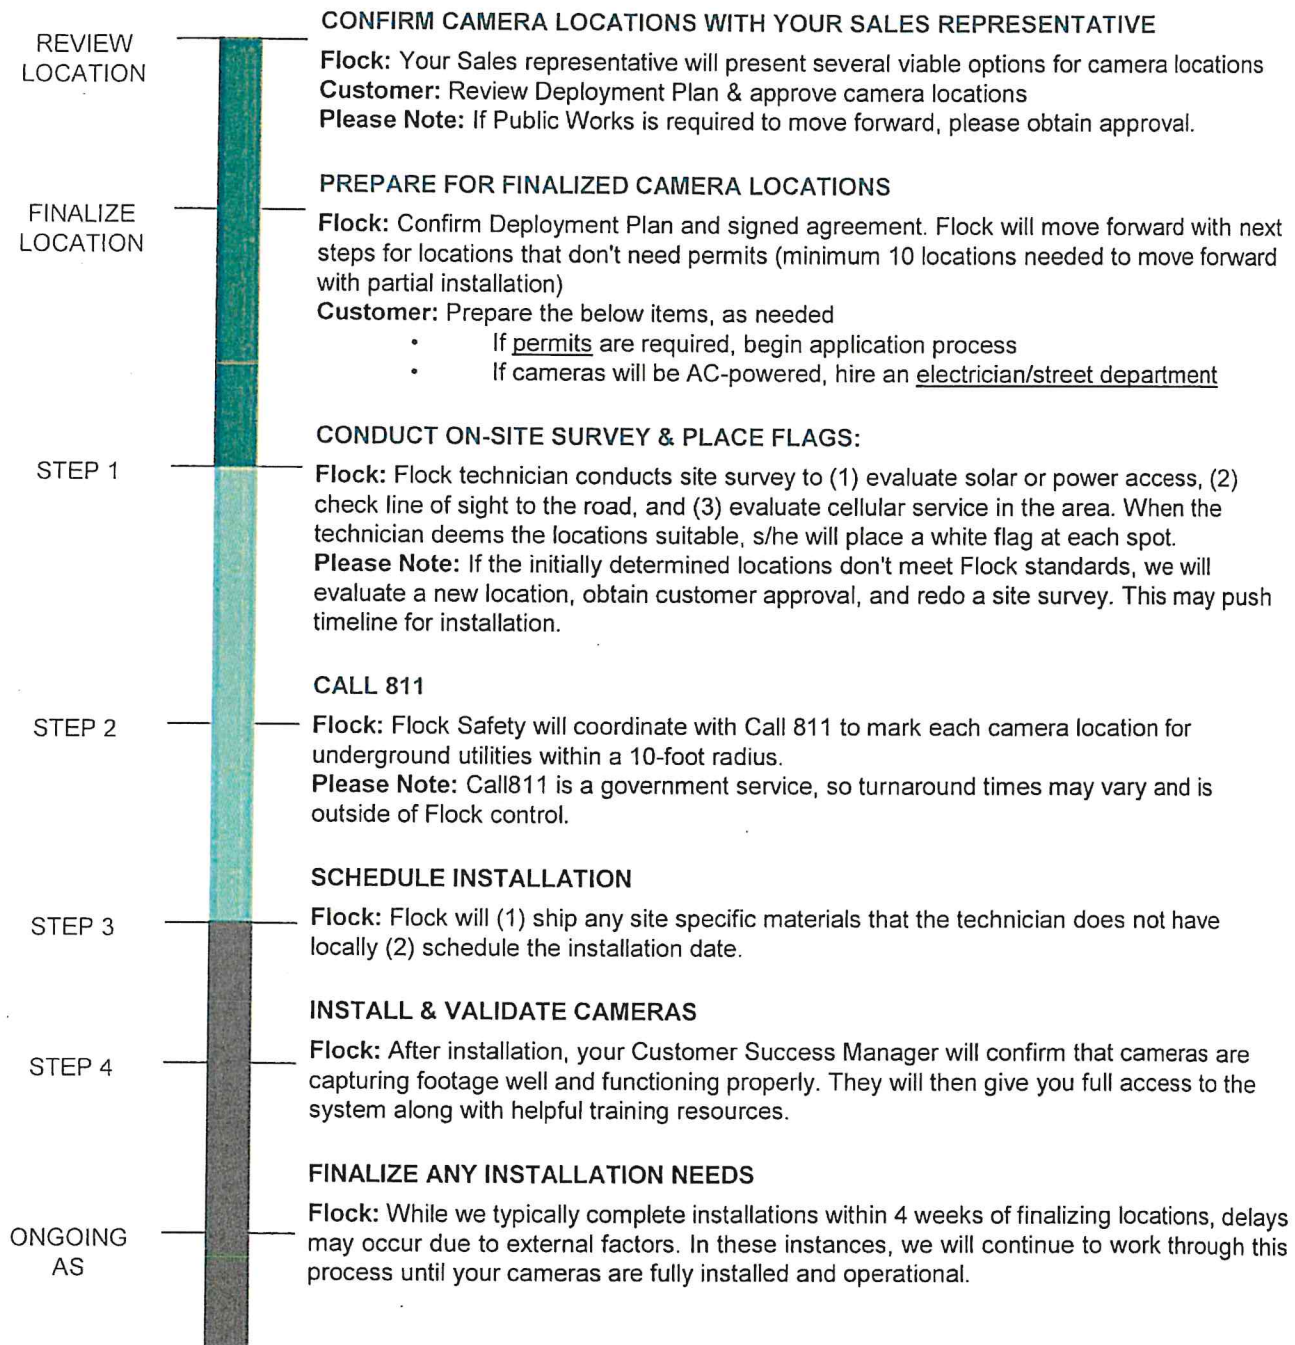 REVIEW
LOCATION
CONFIRM CAMERA LOCATIONS WITH YOUR SALES REPRESENTATIVE
Flock: Your Sales representative will present several viable options for camera locations
Customer: Review Deployment Plan & approve camera locations
Please Note: If Public Works is required to move forward, please obtain approval.
FINALIZE
LOCATION
PREPARE FOR FINALIZED CAMERA LOCATIONS
Flock: Confirm Deployment Plan and signed agreement. Flock will move forward with next
steps for locations that don't need permits (minimum 10 locations needed to move forward
with partial installation)
Customer: Prepare the below items, as needed
• If permits are required, begin application process
• If cameras will be AC-powered, hire an electrician/street department
STEP 1
CONDUCT ON-SITE SURVEY & PLACE FLAGS:
Flock: Flock technician conducts site survey to (1) evaluate solar or power access, (2)
check line of sight to the road, and (3) evaluate cellular service in the area. When the
technician deems the locations suitable, s/he will place a white flag at each spot.
Please Note: If the initially determined locations don't meet Flock standards, we will
evaluate a new location, obtain customer approval, and redo a site survey. This may push
timeline for installation.
STEP 2
CALL 811
Flock: Flock Safety will coordinate with Call 811 to mark each camera location for
underground utilities within a 10-foot radius.
Please Note: Call811 is a government service, so turnaround times may vary and is
outside of Flock control.
STEP 3
SCHEDULE INSTALLATION
Flock: Flock will (1) ship any site specific materials that the technician does not have
locally (2) schedule the installation date.
STEP 4
INSTALL & VALIDATE CAMERAS
Flock: After installation, your Customer Success Manager will confirm that cameras are
capturing footage well and functioning properly. They will then give you full access to the
system along with helpful training resources.
ONGOING
AS
FINALIZE ANY INSTALLATION NEEDS
Flock: While we typically complete installations within 4 weeks of finalizing locations, delays
may occur due to external factors. In these instances, we will continue to work through this
process until your cameras are fully installed and operational.